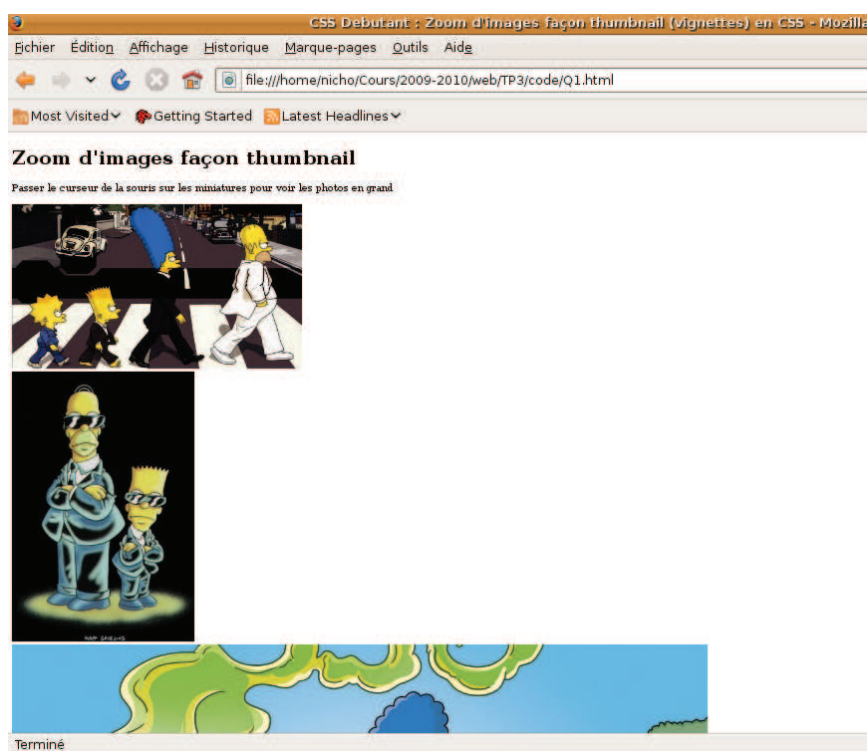 CSS Debutant : Zoom d'images façon thumbnail (vignettes) en CSS - Mozilla
Fichier Édition Affichage Historique Marque-pages Outils Aide
file:///home/nicho/Cours/2009-2010/web/TP3/code/Q1.html
Most Visited Getting Started Latest Headlines
Zoom d'images façon thumbnail
Passer le curseur de la souris sur les miniatures pour voir les photos en grand
Terminé